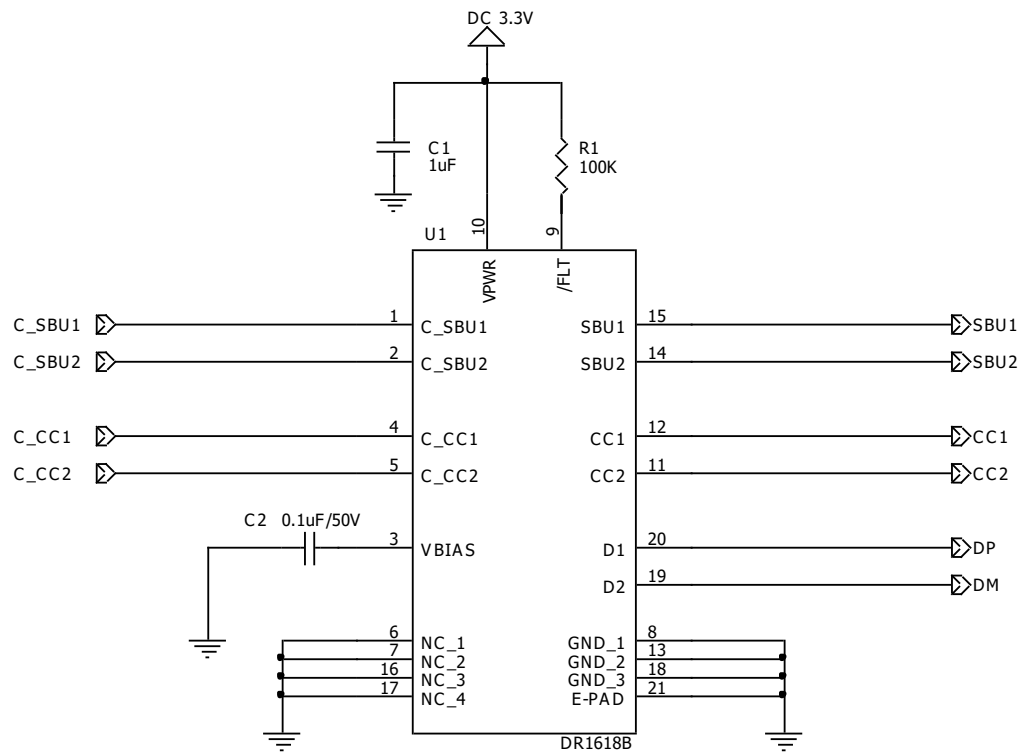 DC 3.3V
C1
1uF
R1
100K
U1
10
9
VPWR
/FLT
C_SBU1
1
C_SBU1
SBU1
15
SBU1
C_SBU2
2
C_SBU2
SBU2
14
SBU2
C_CC1
4
C_CC1
CC1
12
CC1
C_CC2
5
C_CC2
CC2
11
CC2
C2 0.1uF/50V
3
VBIAS
D1
20
DP
D2
19
DM
6
NC_1
GND_1
8
7
NC_2
GND_2
13
16
NC_3
GND_3
18
17
NC_4
E-PAD
21
DR1618B